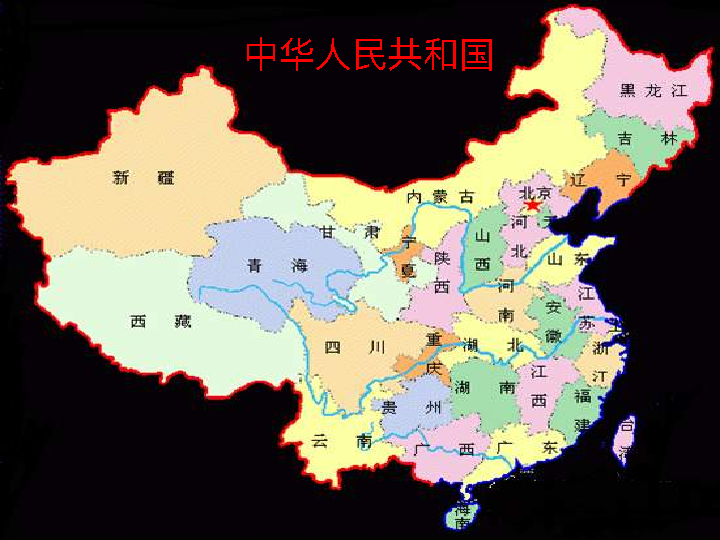 中华人民共和国
黑龙江
吉林
辽宁
内蒙古
新疆
北京
天
甘肃
宁夏
河北
山西
陕西
山东
青海
西藏
河南
江苏
安徽
上
四川
重庆
湖北
浙江
湖南
江西
贵州
福建
云南
广西
广东
台湾
海南